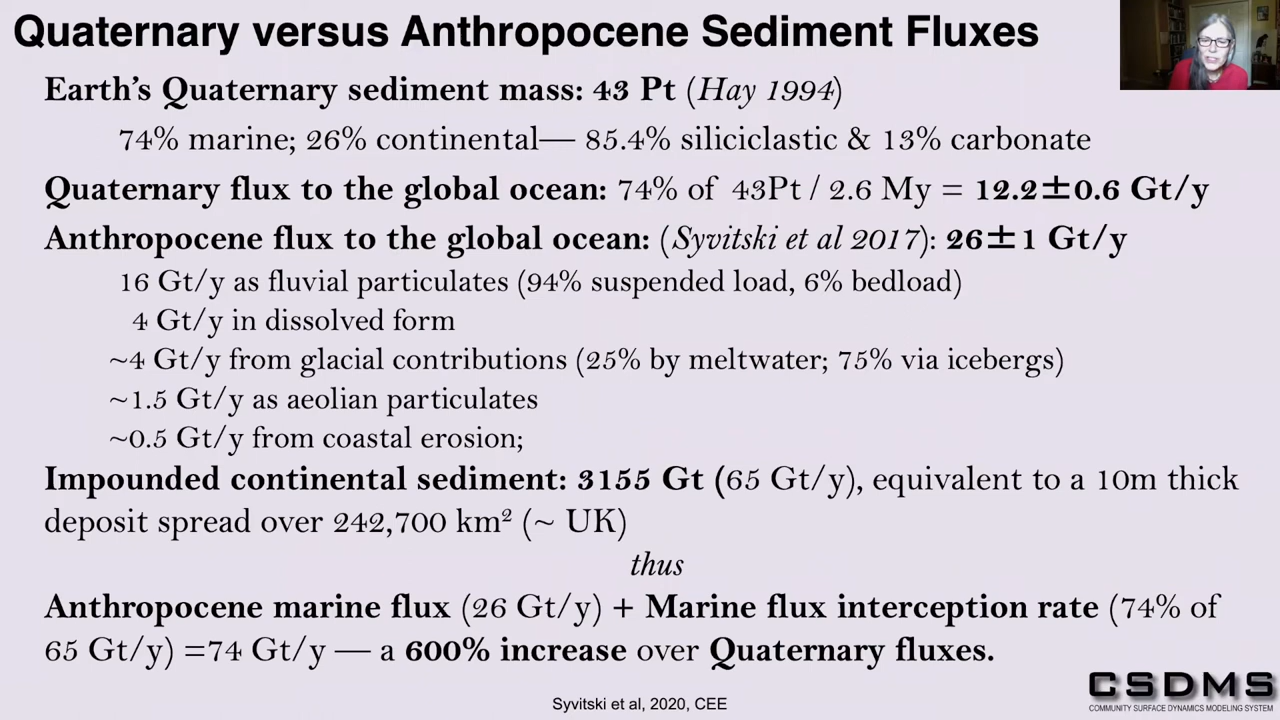 Quaternary versus Anthropocene Sediment Fluxes
Earth's Quaternary sediment mass: 43 Pt (Hay 1994)
74% marine; 26% continental— 85.4% siliciclastic & 13% carbonate
Quaternary flux to the global ocean: 74% of 43Pt / 2.6 My = 12.2±0.6 Gt/y
Anthropocene flux to the global ocean: (Syvitski et al 2017): 26±1 Gt/y
16 Gt/y as fluvial particulates (94% suspended load, 6% bedload)
4 Gt/y in dissolved form
~4 Gt/y from glacial contributions (25% by meltwater; 75% via icebergs)
~1.5 Gt/y as aeolian particulates
~0.5 Gt/y from coastal erosion;
Impounded continental sediment: 3155 Gt (65 Gt/y), equivalent to a 10m thick
deposit spread over 242,700 km² (~ UK)
thus
Anthropocene marine flux (26 Gt/y) + Marine flux interception rate (74% of
65 Gt/y) =74 Gt/y — a 600% increase over Quaternary fluxes.
Syvitski et al, 2020, CEE
CSDMS
COMMUNITY SURFACE DYNAMICS MODELING SYSTEM